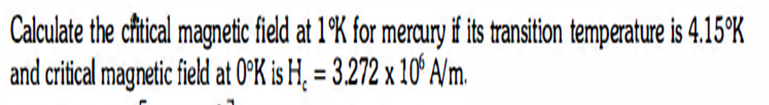 Calculate the critical magnetic field at 1°K for mercury if its transition temperature is 4.15°K
and critical magnetic field at 0°K is H_c = 3.272 x 10⁶ A/m.